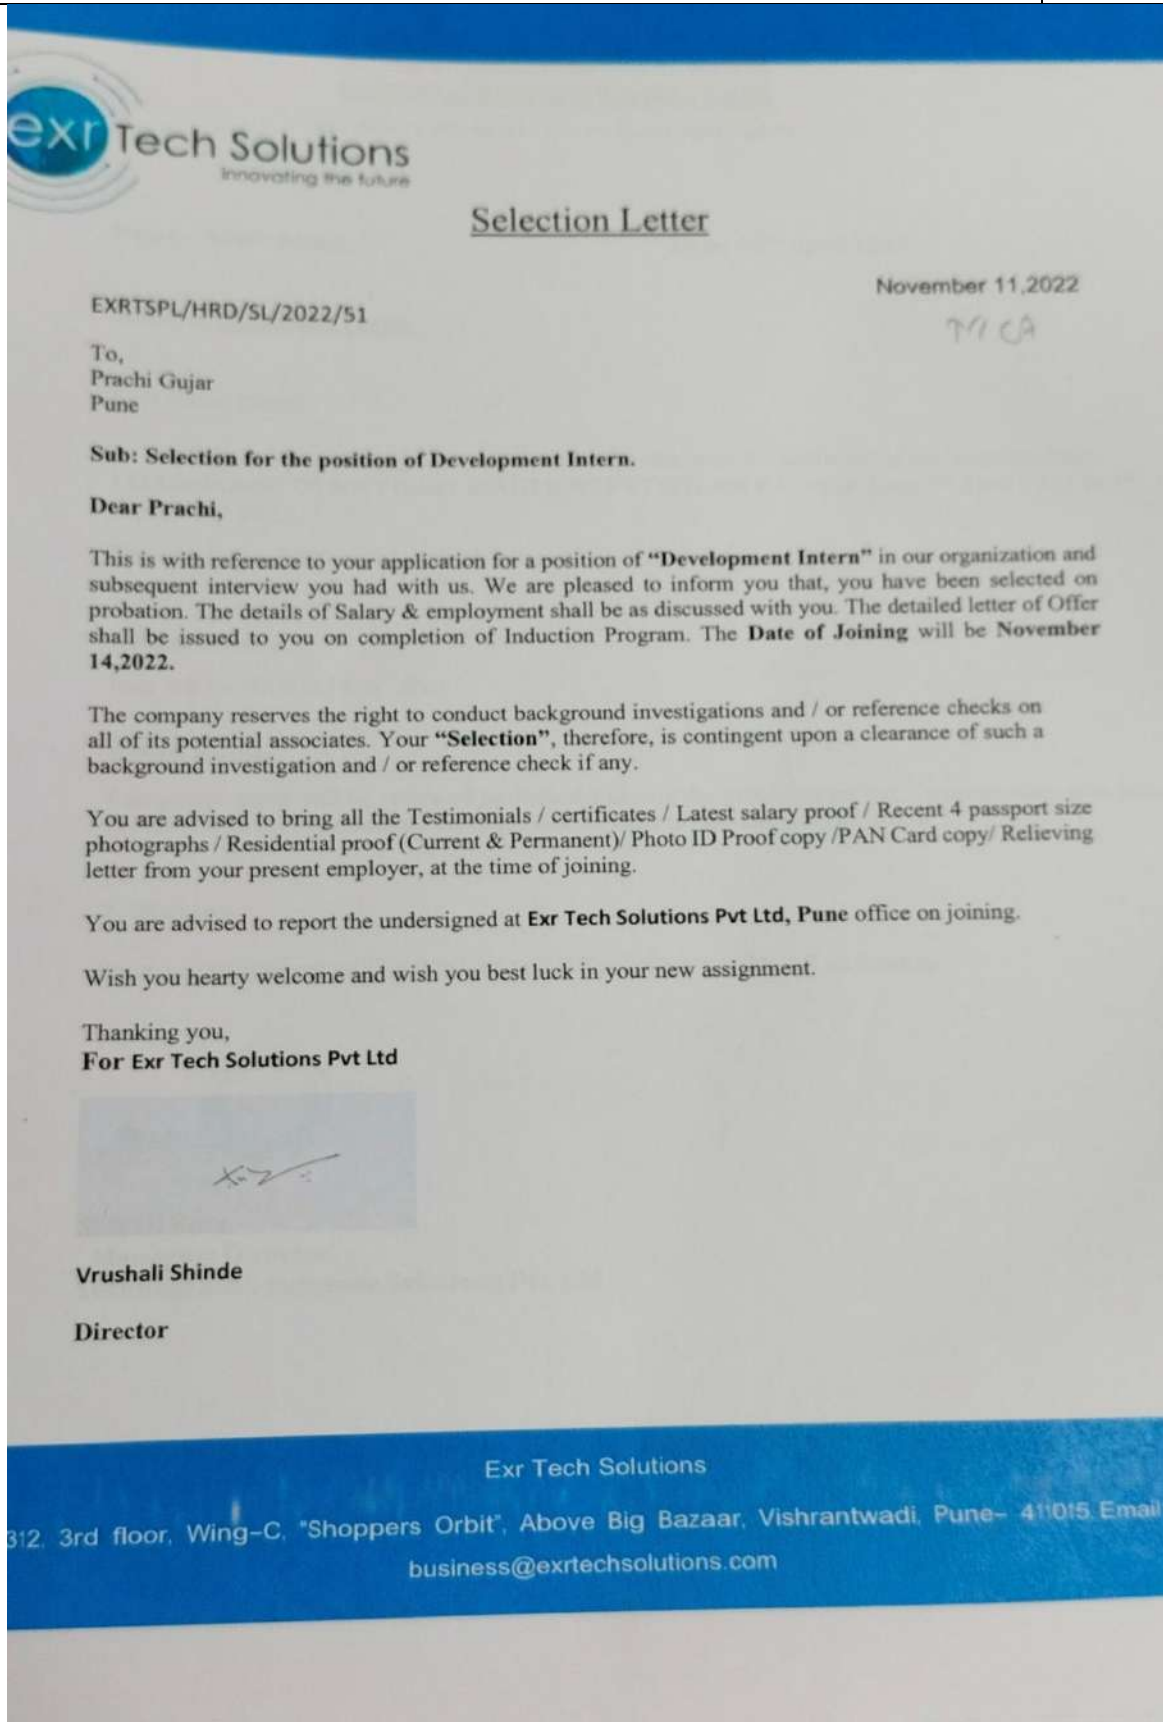 exr Tech Solutions
Innovating the future
Selection Letter
November 11,2022
EXRTSPL/HRD/SL/2022/51
MCA
To,
Prachi Gujar
Pune
Sub: Selection for the position of Development Intern.
Dear Prachi,
This is with reference to your application for a position of “Development Intern” in our organization and
subsequent interview you had with us. We are pleased to inform you that, you have been selected on
probation. The details of Salary & employment shall be as discussed with you. The detailed letter of Offer
shall be issued to you on completion of Induction Program. The Date of Joining will be November
14,2022.
The company reserves the right to conduct background investigations and / or reference checks on
all of its potential associates. Your “Selection”, therefore, is contingent upon a clearance of such a
background investigation and / or reference check if any.
You are advised to bring all the Testimonials / certificates / Latest salary proof / Recent 4 passport size
photographs / Residential proof (Current & Permanent)/ Photo ID Proof copy /PAN Card copy/ Relieving
letter from your present employer, at the time of joining.
You are advised to report the undersigned at Exr Tech Solutions Pvt Ltd, Pune office on joining.
Wish you hearty welcome and wish you best luck in your new assignment.
Thanking you,
For Exr Tech Solutions Pvt Ltd
Vrushali Shinde
Director
Exr Tech Solutions
312, 3rd floor, Wing-C, "Shoppers Orbit", Above Big Bazaar, Vishrantwadi, Pune- 411015. Email
business@exrtechsolutions.com